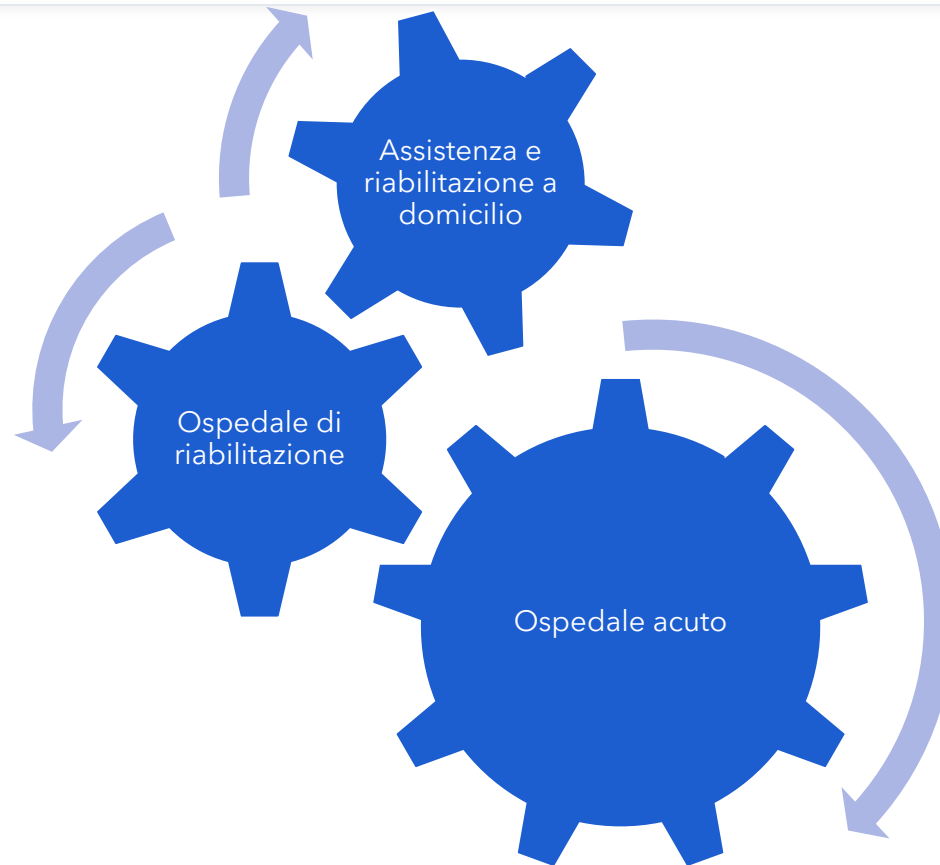 Assistenza e
riabilitazione a
domicilio
Ospedale di
riabilitazione
Ospedale acuto